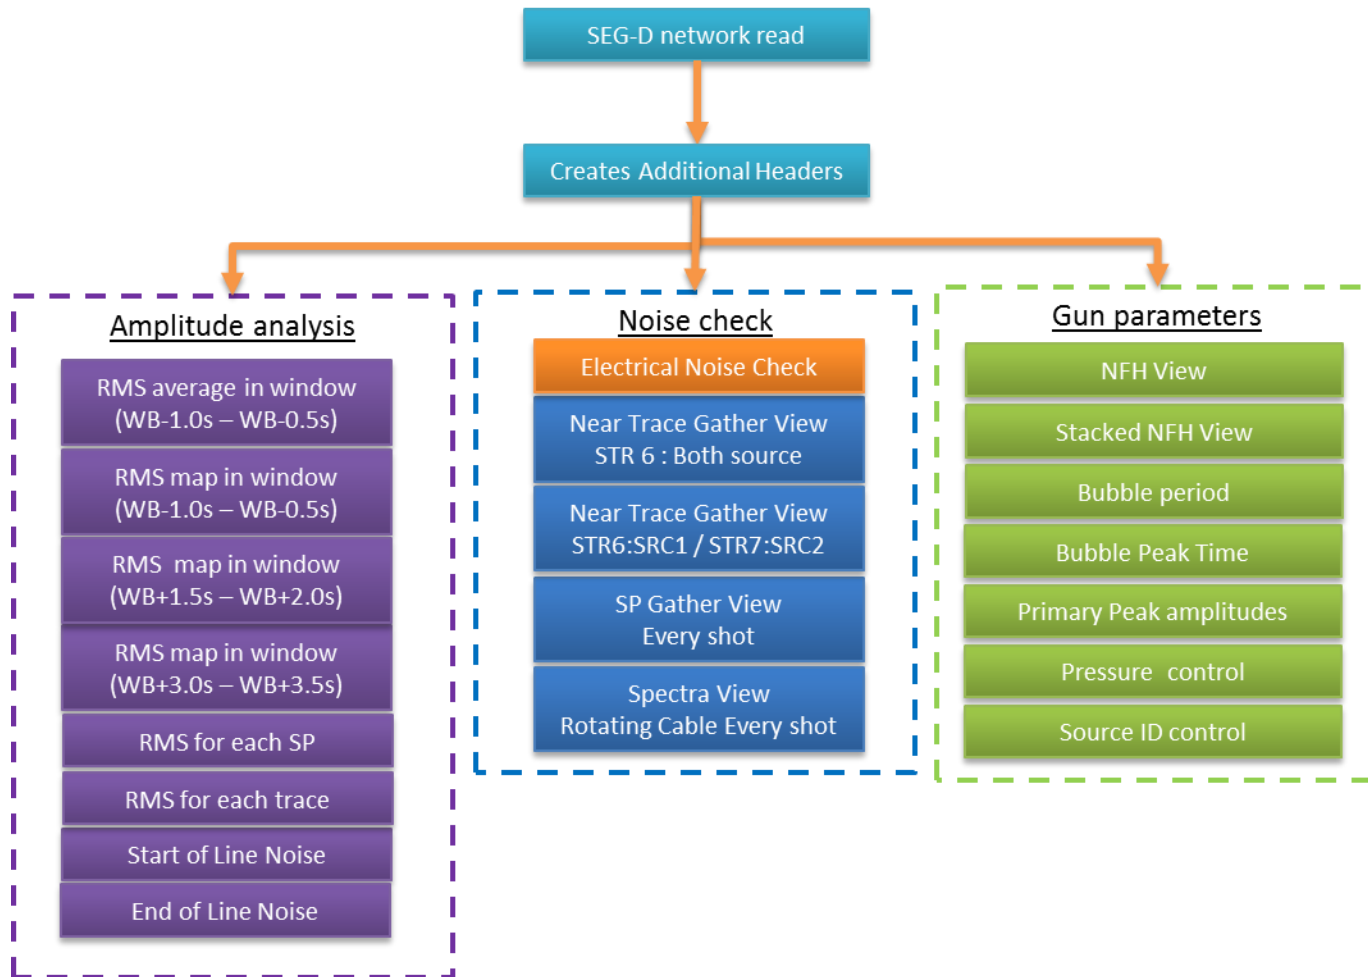 SEG-D network read
Creates Additional Headers
Amplitude analysis
RMS average in window
(WB-1.0s – WB-0.5s)
RMS map in window
(WB-1.0s – WB-0.5s)
RMS  map in window
(WB+1.5s – WB+2.0s)
RMS map in window
(WB+3.0s – WB+3.5s)
RMS for each SP
RMS for each trace
Start of Line Noise
End of Line Noise
Noise check
Electrical Noise Check
Near Trace Gather View
STR 6 : Both source
Near Trace Gather View
STR6:SRC1 / STR7:SRC2
SP Gather View
Every shot
Spectra View
Rotating Cable Every shot
Gun parameters
NFH View
Stacked NFH View
Bubble period
Bubble Peak Time
Primary Peak amplitudes
Pressure  control
Source ID control